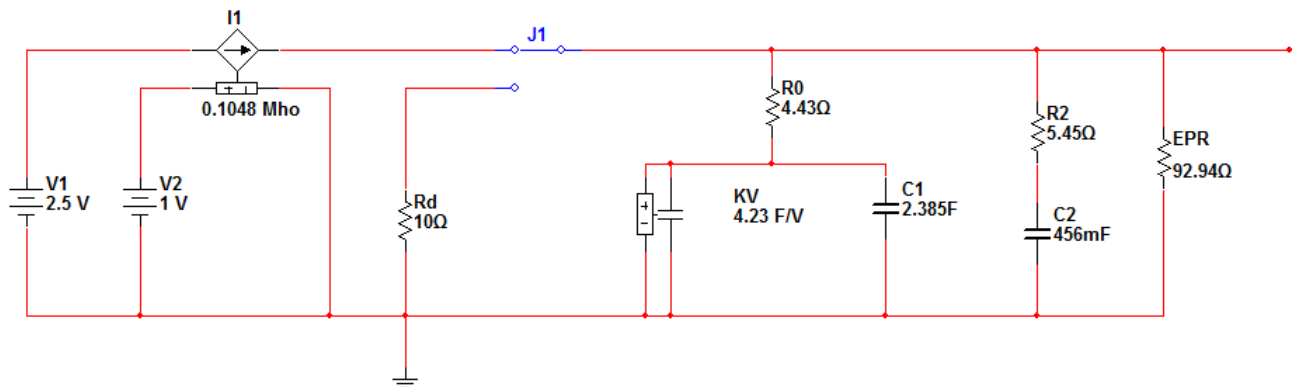 I1
J1
0.1048 Mho
R0
4.43Ω
R2
5.45Ω
EPR
92.94Ω
V1
2.5 V
V2
1 V
Rd
10Ω
KV
4.23 F/V
C1
2.385F
C2
456mF